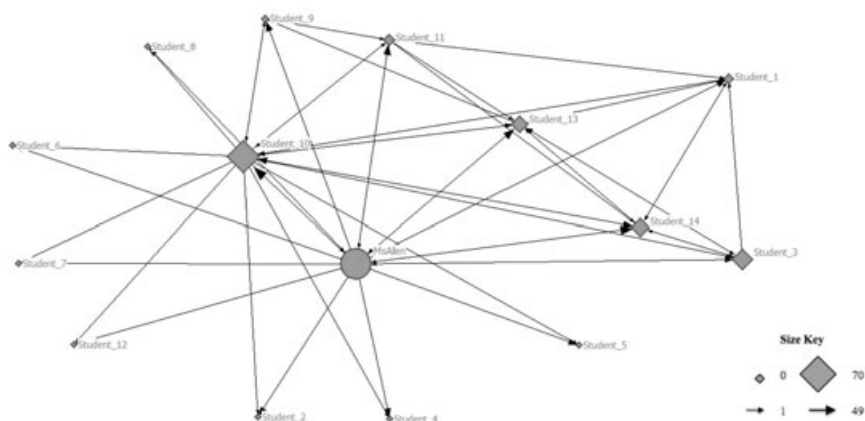 Student_9
Student_11
Student_8
Student_1
Student_13
Student_10
Student_6
Student_14
MsAllen
Student_3
Student_7
Student_12
Student_5
Size Key
0 70
1 49
Student_2
Student_4